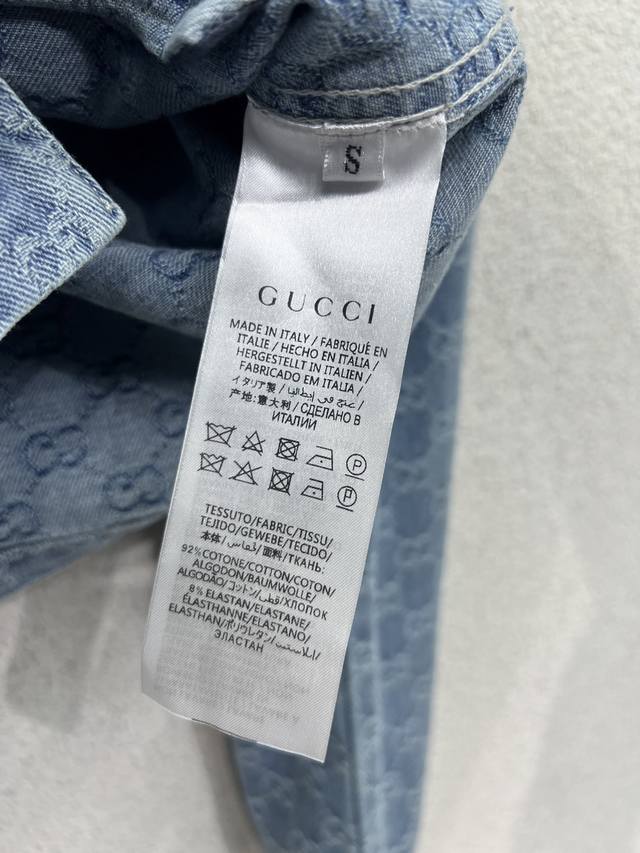 S
GUCCI
MADE IN ITALY / FABRIQUÉ EN
ITALIE / HECHO EN ITALIA /
HERGESTELLT IN ITALIEN /
FABRICADO EM ITALIA /
イタリア製 / صنع في إيطاليا /
产地:意大利 / СДЕЛАНО В
ИТАЛИИ
TESSUTO/FABRIC/TISSU/
TEJIDO/GEWEBE/TECIDO/
本体/قماش/面料/ТКАНЬ:
92% COTONE/COTTON/COTON/
ALGODON/BAUMWOLLE/
ALGODÃO/コットン/قطن/ХЛОПОК
8% ELASTAN/ELASTANE/
ÉLASTHANNE/ELASTANO/
ELASTHAN/ポリウレタン/
ЭЛАСТАН